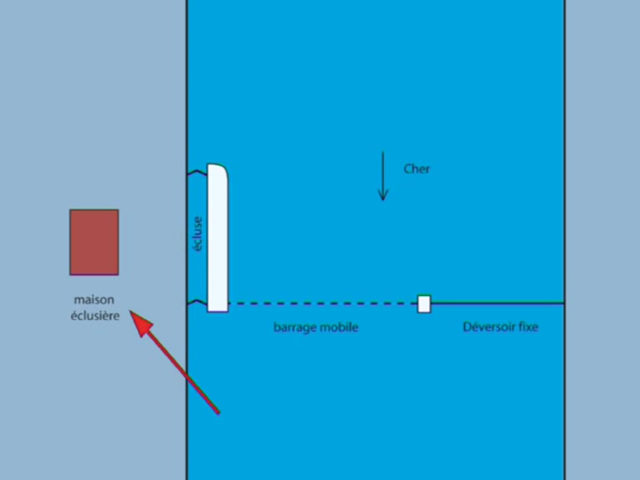 Cher
écluse
maison
éclusière
barrage mobile
Déversoir fixe